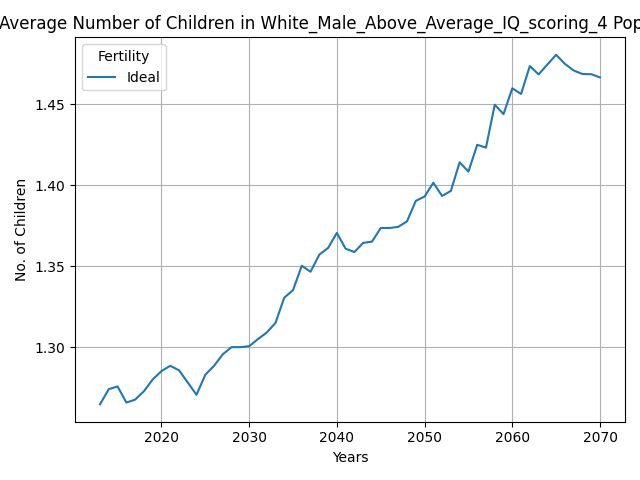 Average Number of Children in White_Male_Above_Average_IQ_scoring_4 Pop
Fertility
Ideal
No. of Children
1.45
1.40
1.35
1.30
2020 2030 2040 2050 2060 2070
Years